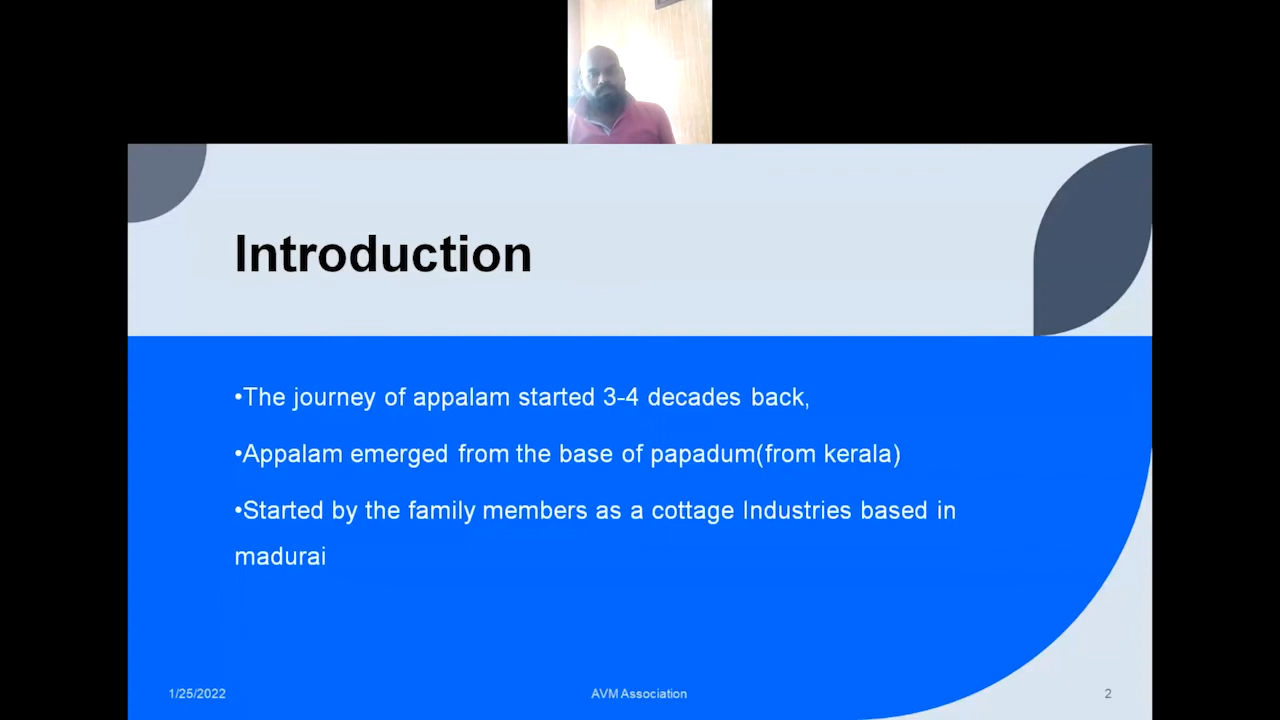 Introduction
•The journey of appalam started 3-4 decades back,
•Appalam emerged from the base of papadum(from kerala)
•Started by the family members as a cottage Industries based in
madurai
1/25/2022
AVM Association
2